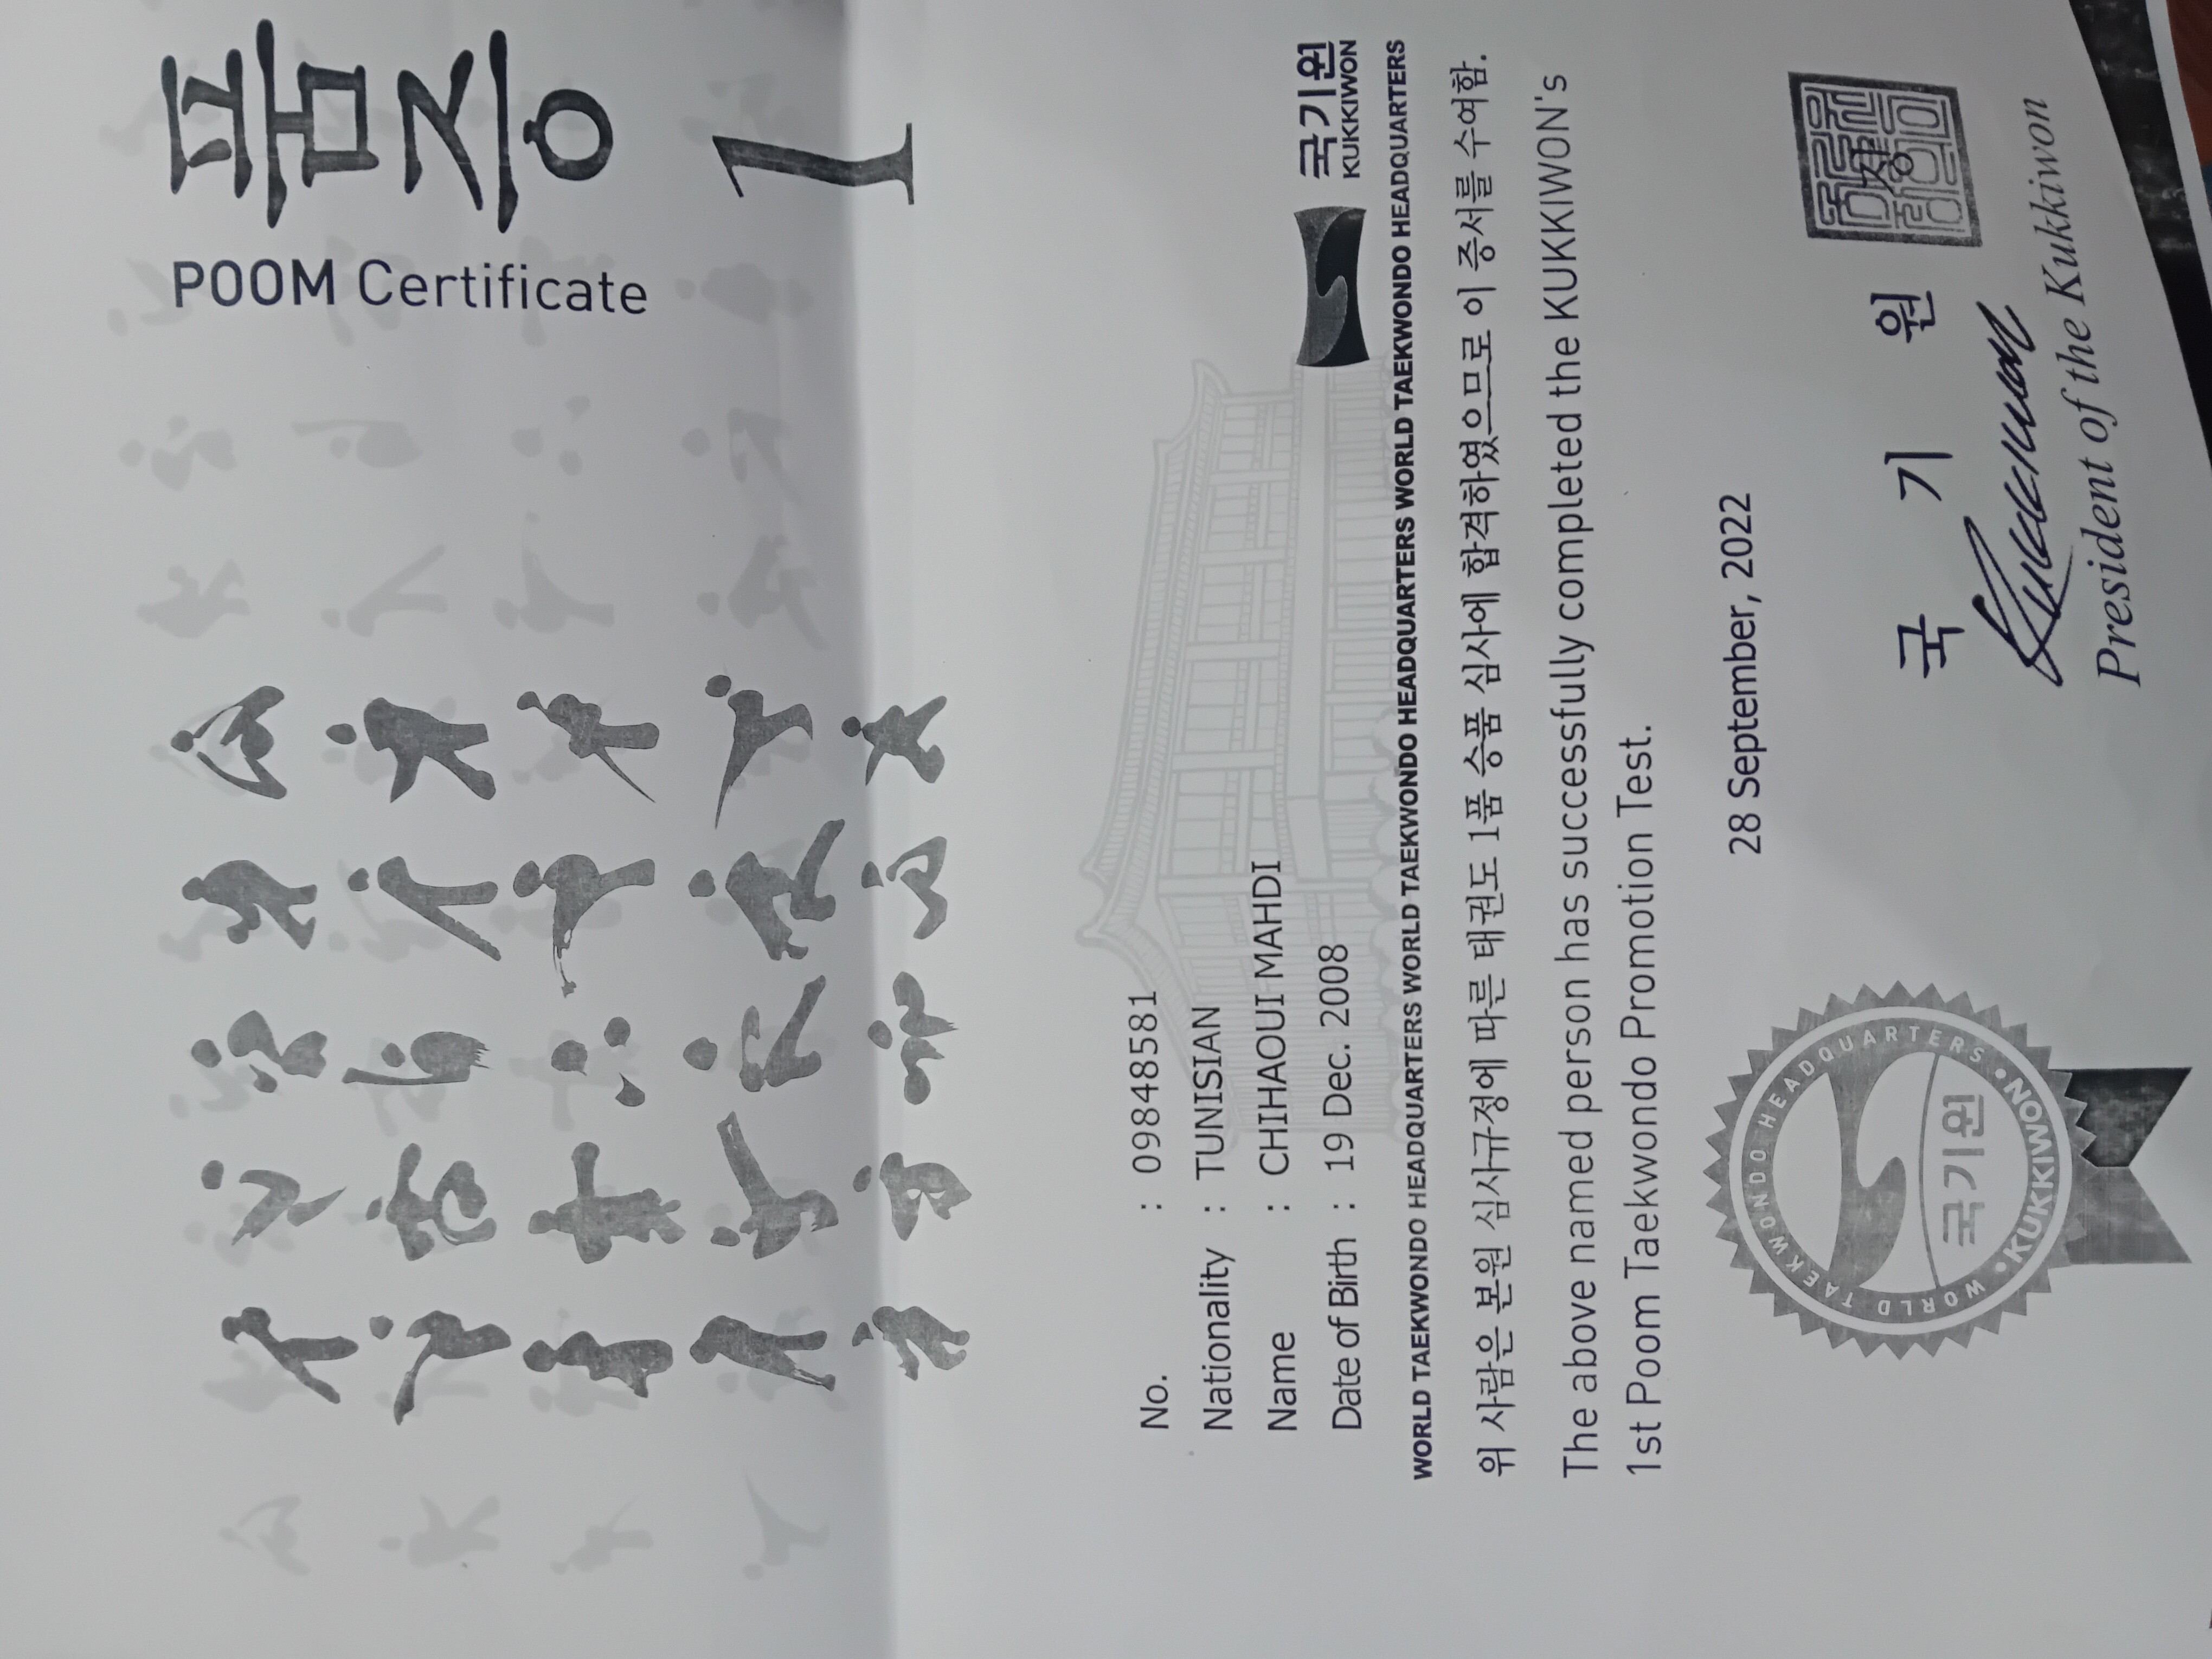 품증
1
POOM Certificate
No. : 09848581
Nationality : TUNISIAN
Name : CHIHAOUI MAHDI
Date of Birth : 19 Dec. 2008
국기원
KUKKIWON
WORLD TAEKWONDO HEADQUARTERS WORLD TAEKWONDO HEADQUARTERS WORLD TAEKWONDO HEADQUARTERS WORLD TAEKWONDO HEADQUARTERS
위 사람은 본원 심사규정에 따른 태권도 1품 승품 심사에 합격하였으므로 이 증서를 수여함.
The above named person has successfully completed the KUKKIWON's
1st Poom Taekwondo Promotion Test.
28 September, 2022
WORLD TAEKWONDO HEADQUARTERS
국기원
• KUKKIWON •
국 기 원 장
President of the Kukkiwon